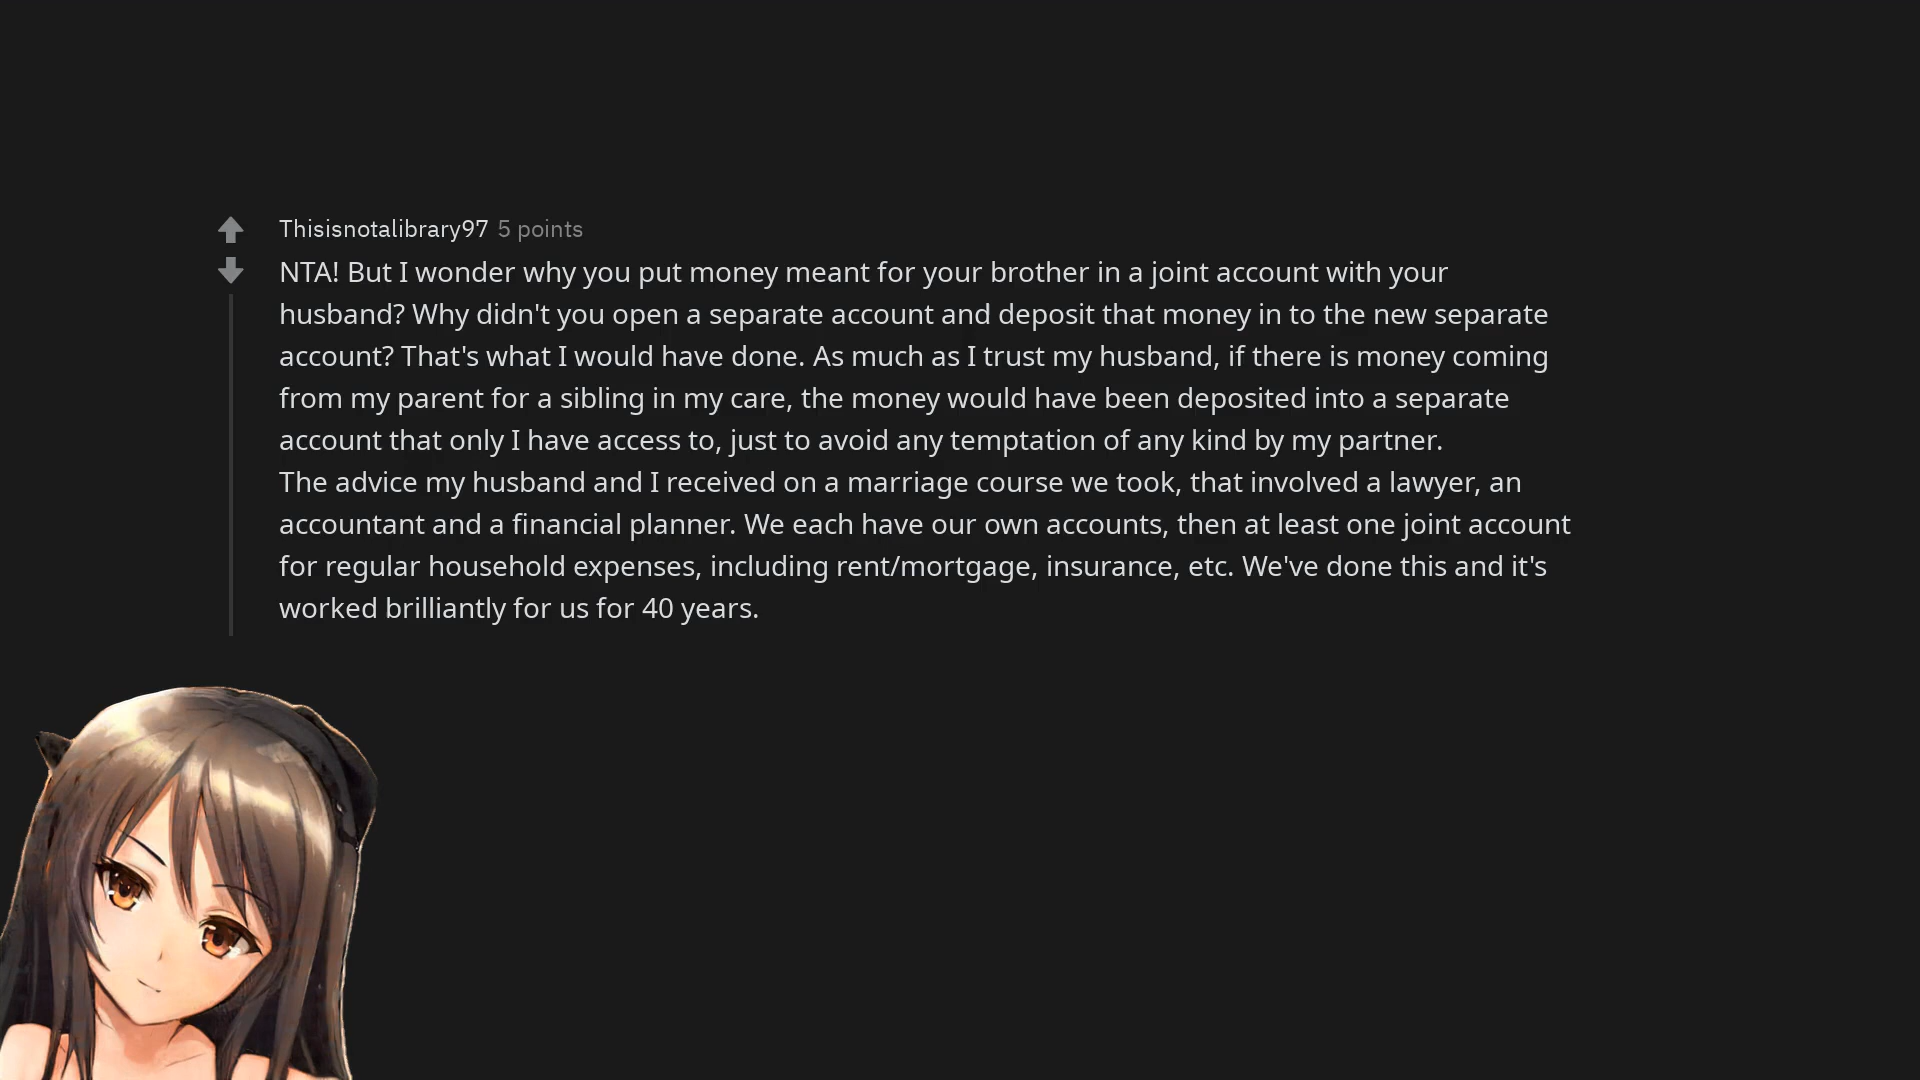 Thisisnotalibrary97 5 points
NTA! But I wonder why you put money meant for your brother in a joint account with your
husband? Why didn't you open a separate account and deposit that money in to the new separate
account? That's what I would have done. As much as I trust my husband, if there is money coming
from my parent for a sibling in my care, the money would have been deposited into a separate
account that only I have access to, just to avoid any temptation of any kind by my partner.
The advice my husband and I received on a marriage course we took, that involved a lawyer, an
accountant and a financial planner. We each have our own accounts, then at least one joint account
for regular household expenses, including rent/mortgage, insurance, etc. We've done this and it's
worked brilliantly for us for 40 years.